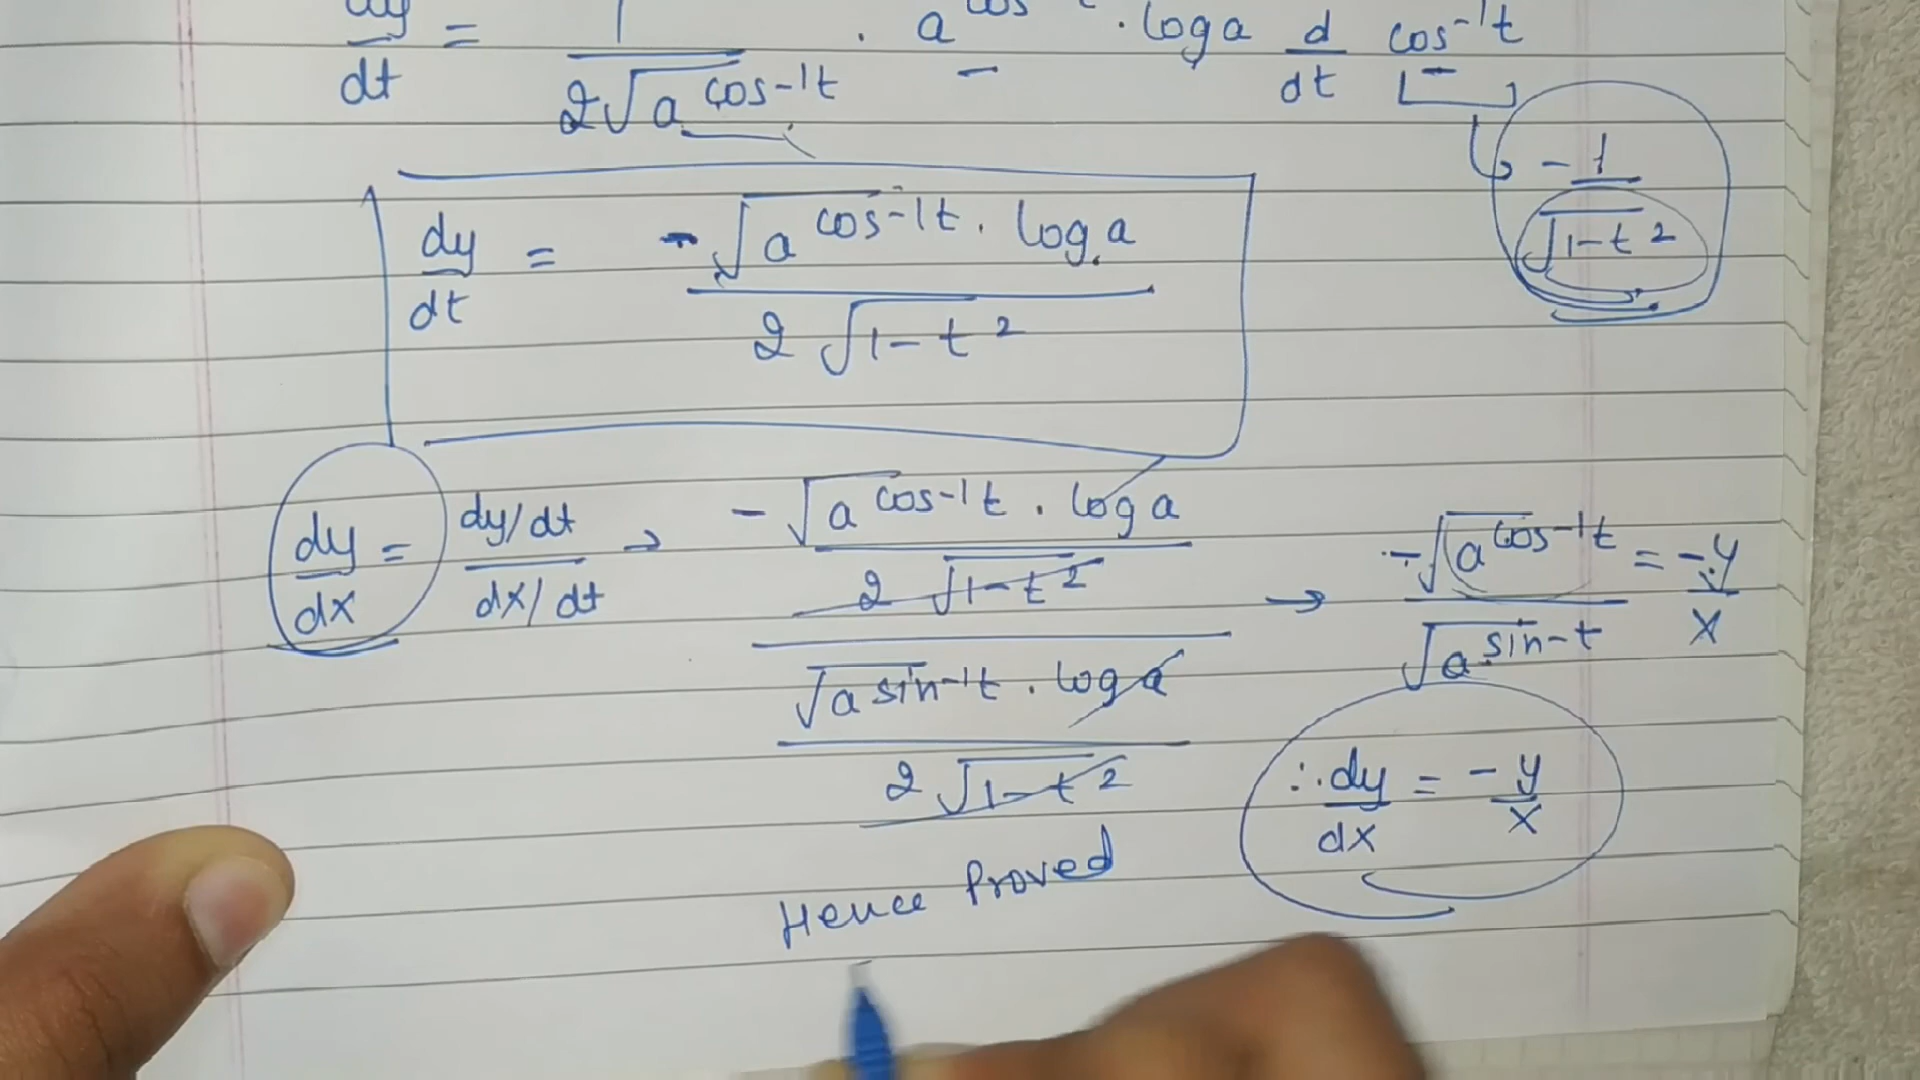 dy/dt = 1/(2√(a^cos-1t)) . a^cos . log a d/dt cos-1t
-1/√(1-t²)
dy/dt = -√(a^cos-1t) . log a / (2√(1-t²))
dy/dx = (dy/dt)/(dx/dt) → (-√(a^cos-1t) . log a / (2√(1-t²))) / (√(a^sin-1t) . log a / (2√(1-t²))) → -√(a^cos-1t) / √(a^sin-t) = -y/x
∴ dy/dx = -y/x
Hence Proved